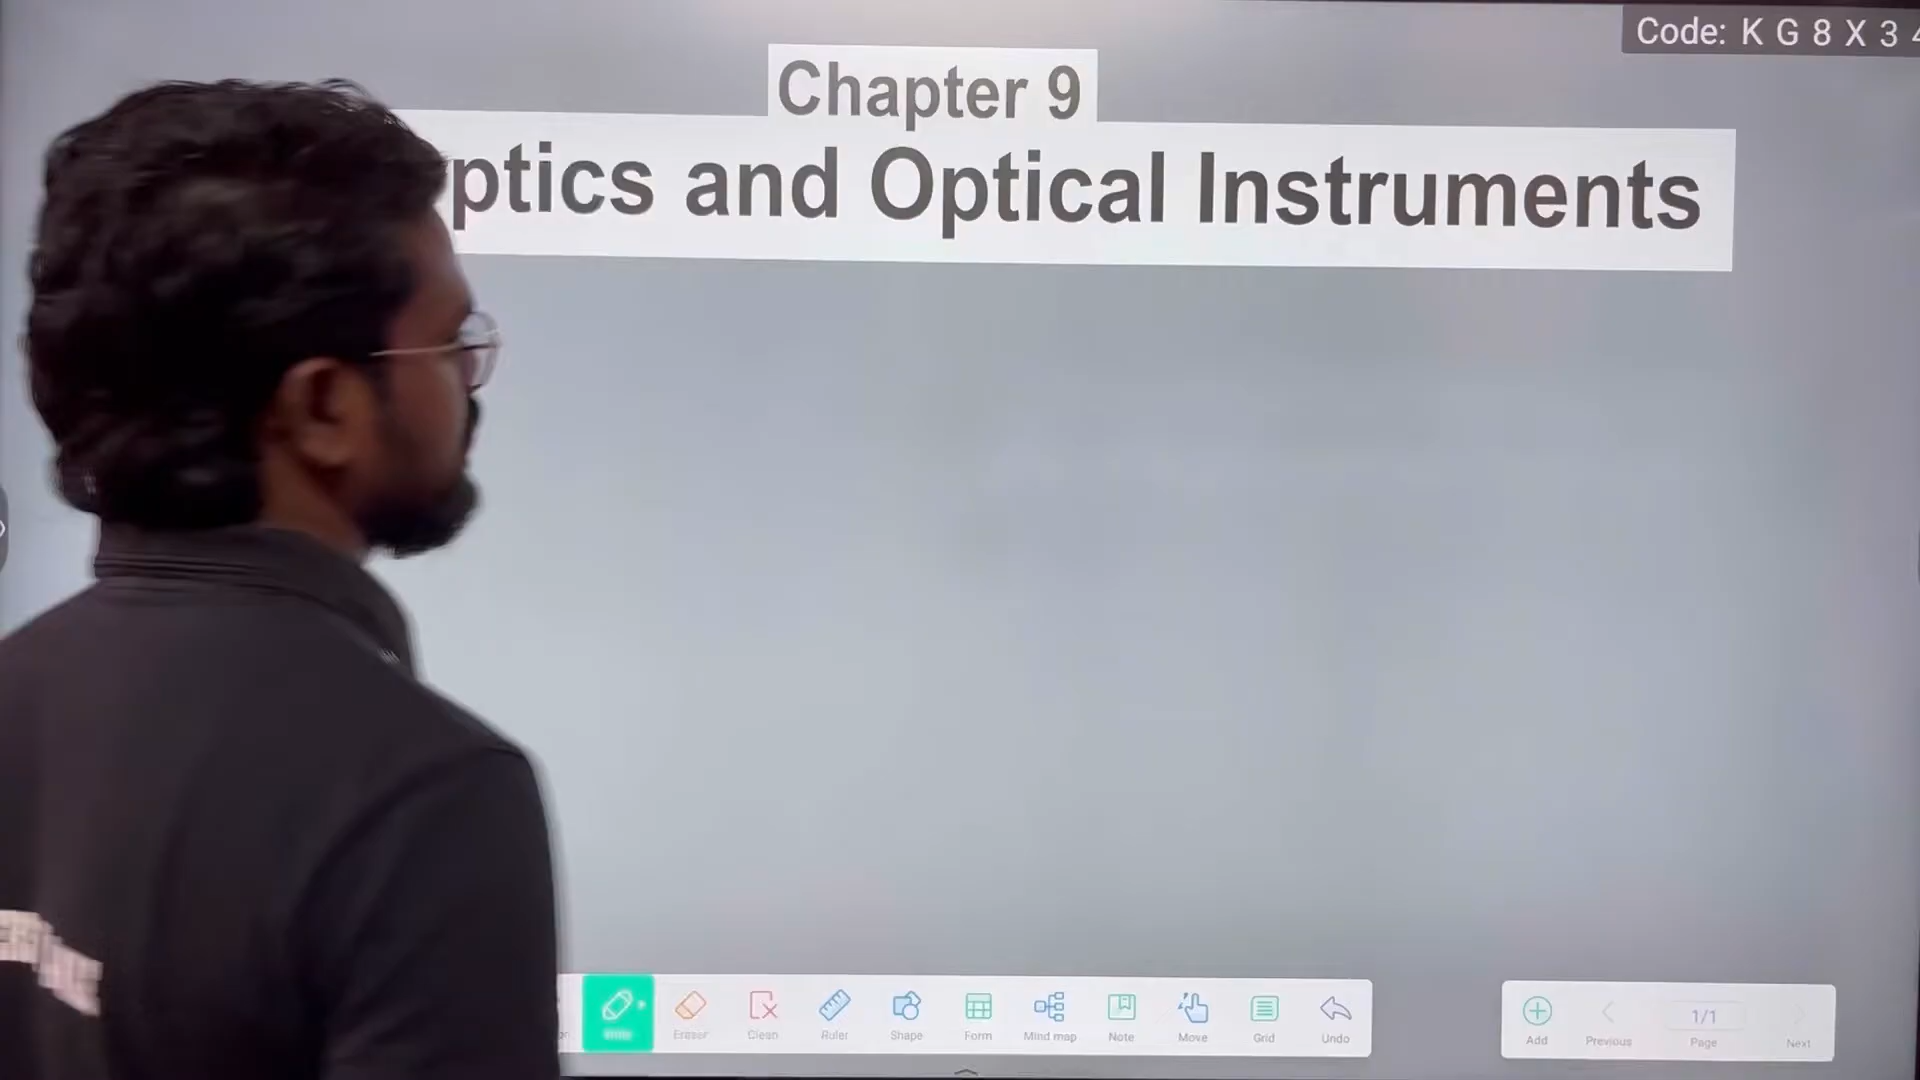 Code: K G 8 X 3
Chapter 9
ptics and Optical Instruments
Write
Eraser
Clean
Ruler
Shape
Form
Mind map
Note
Move
Grid
Undo
Add
Previous
1/1
Page
Next